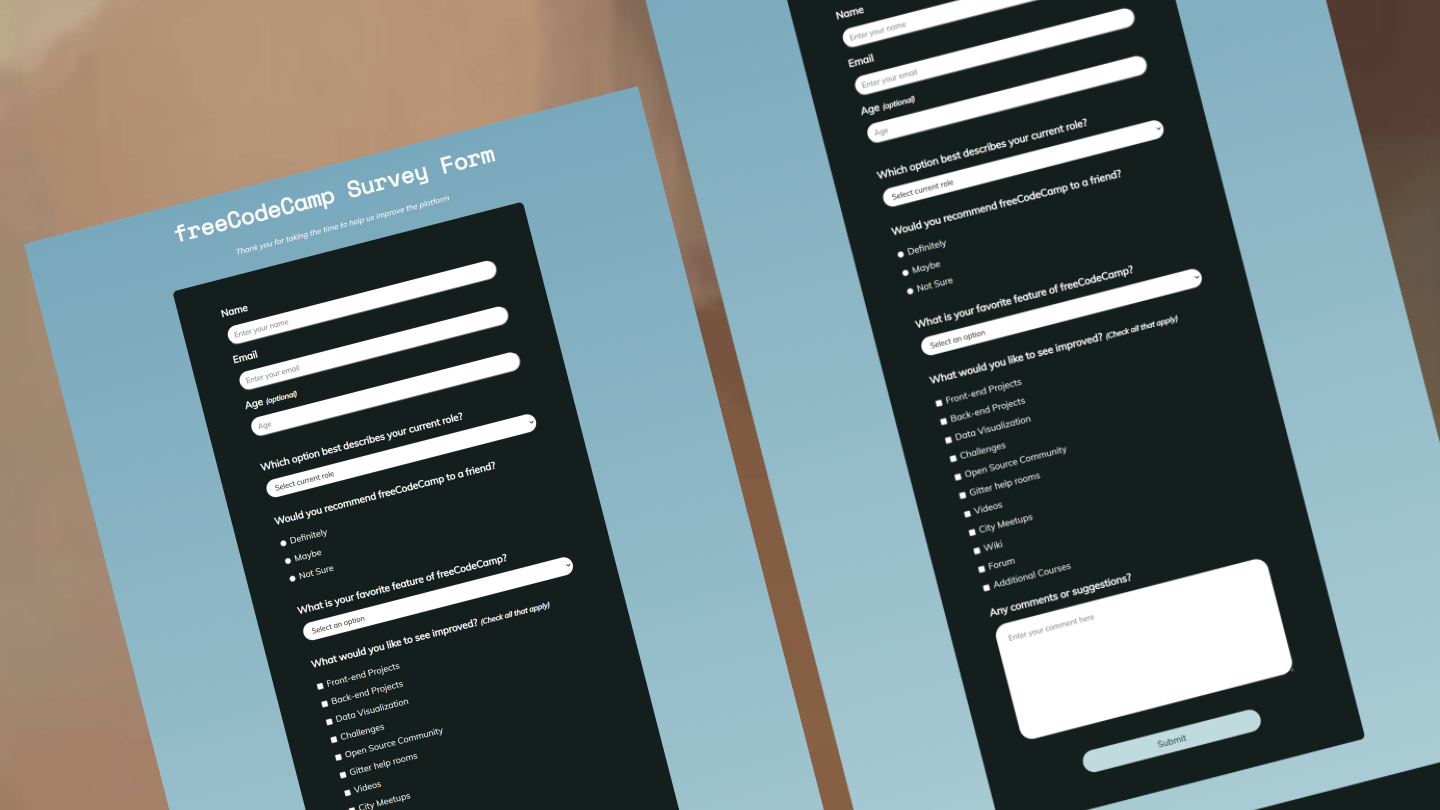 freeCodeCamp Survey Form
Thank you for taking the time to help us improve the platform
Name
Enter your name
Email
Enter your email
Age (optional)
Age
Which option best describes your current role?
Select current role
Would you recommend freeCodeCamp to a friend?
Definitely
Maybe
Not Sure
What is your favorite feature of freeCodeCamp?
Select an option
What would you like to see improved? (Check all that apply)
Front-end Projects
Back-end Projects
Data Visualization
Challenges
Open Source Community
Gitter help rooms
Videos
City Meetups
Name
Enter your name
Email
Enter your email
Age (optional)
Age
Which option best describes your current role?
Select current role
Would you recommend freeCodeCamp to a friend?
Definitely
Maybe
Not Sure
What is your favorite feature of freeCodeCamp?
Select an option
What would you like to see improved? (Check all that apply)
Front-end Projects
Back-end Projects
Data Visualization
Challenges
Open Source Community
Gitter help rooms
Videos
City Meetups
Wiki
Forum
Additional Courses
Any comments or suggestions?
Enter your comment here
Submit